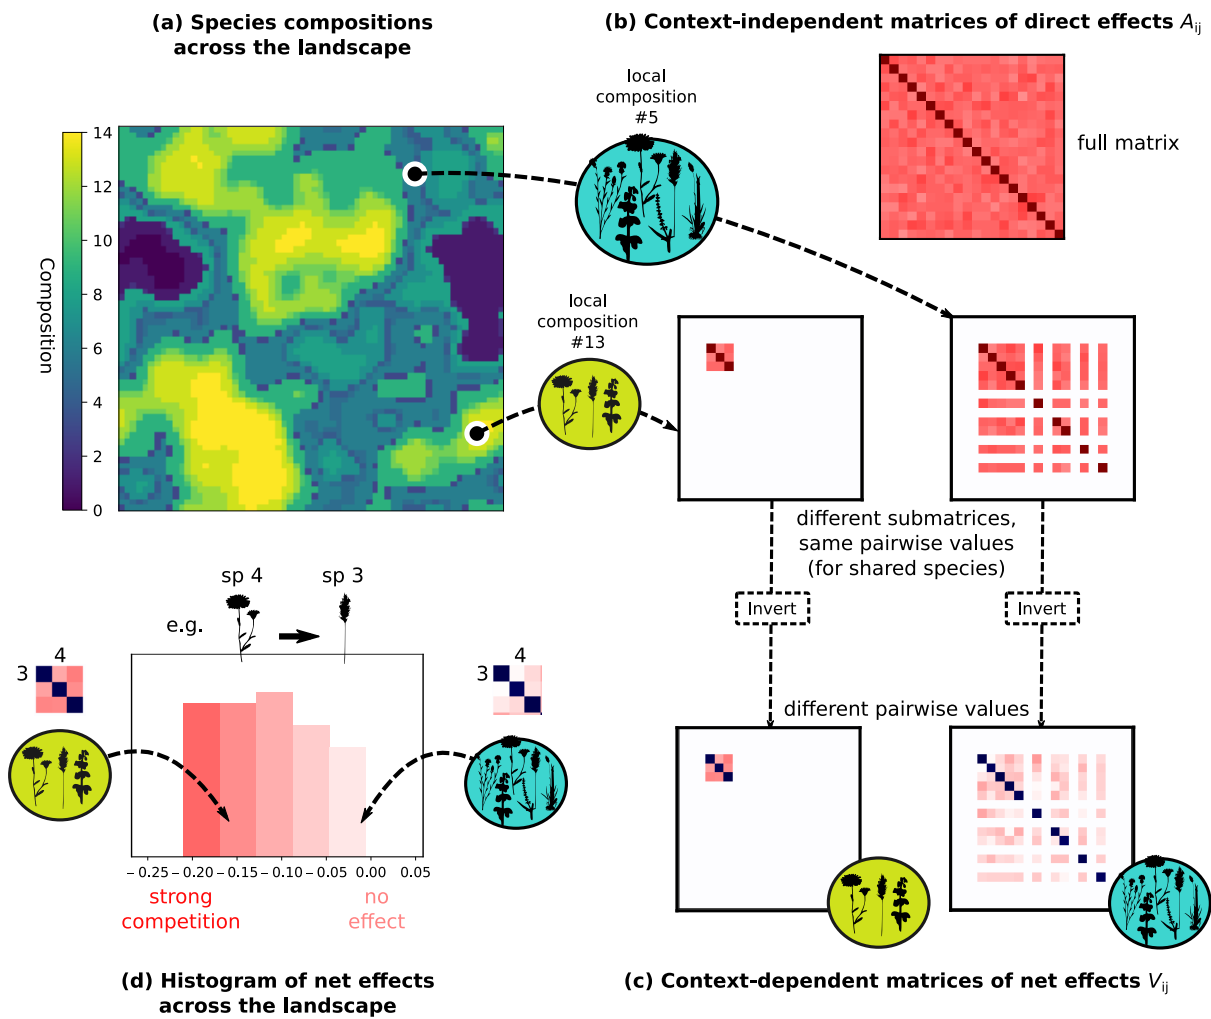 (a) Species compositions
across the landscape
(b) Context-independent matrices of direct effects A_ij
local
composition
#5
full matrix
Composition
14
12
10
8
6
4
2
0
local
composition
#13
different submatrices,
same pairwise values
(for shared species)
Invert
Invert
different pairwise values
sp 4
sp 3
e.g.
4
3
4
3
−0.25
−0.20
−0.15
−0.10
−0.05
0.00
0.05
strong
competition
no
effect
(d) Histogram of net effects
across the landscape
(c) Context-dependent matrices of net effects V_ij